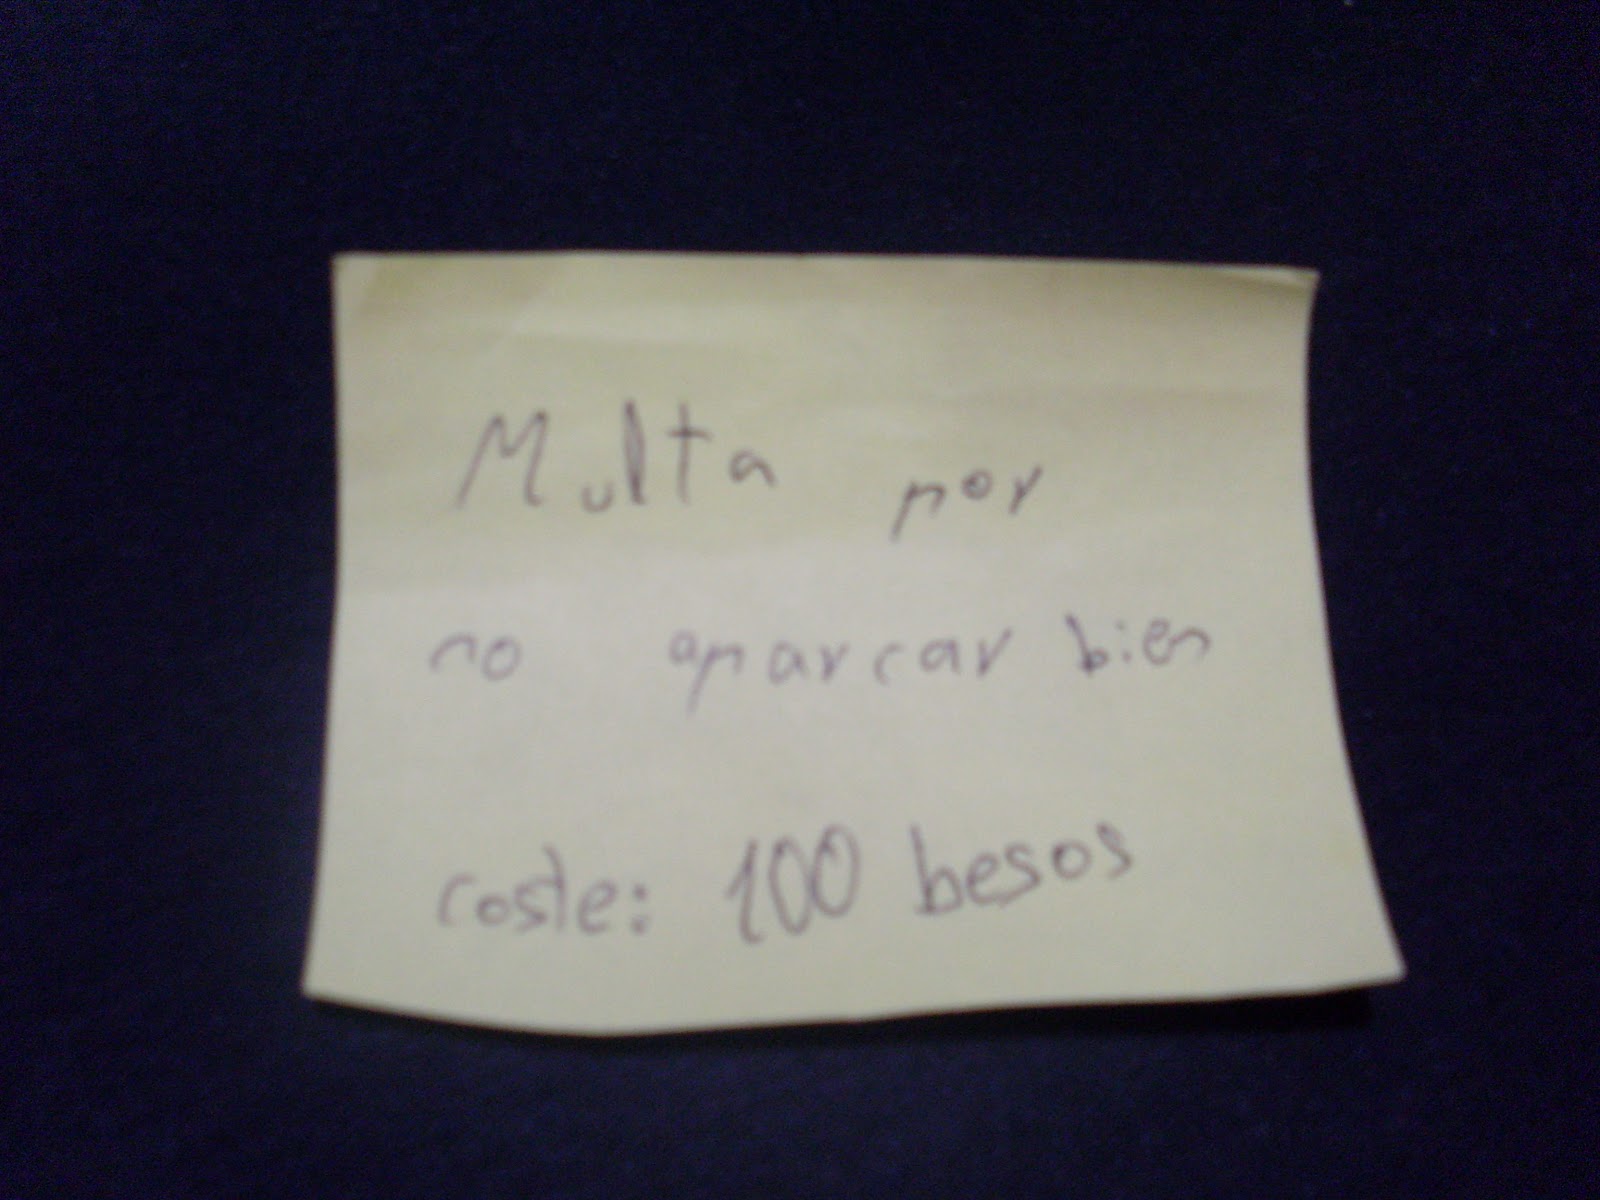 Multa por
no aparcar bien
coste: 100 besos